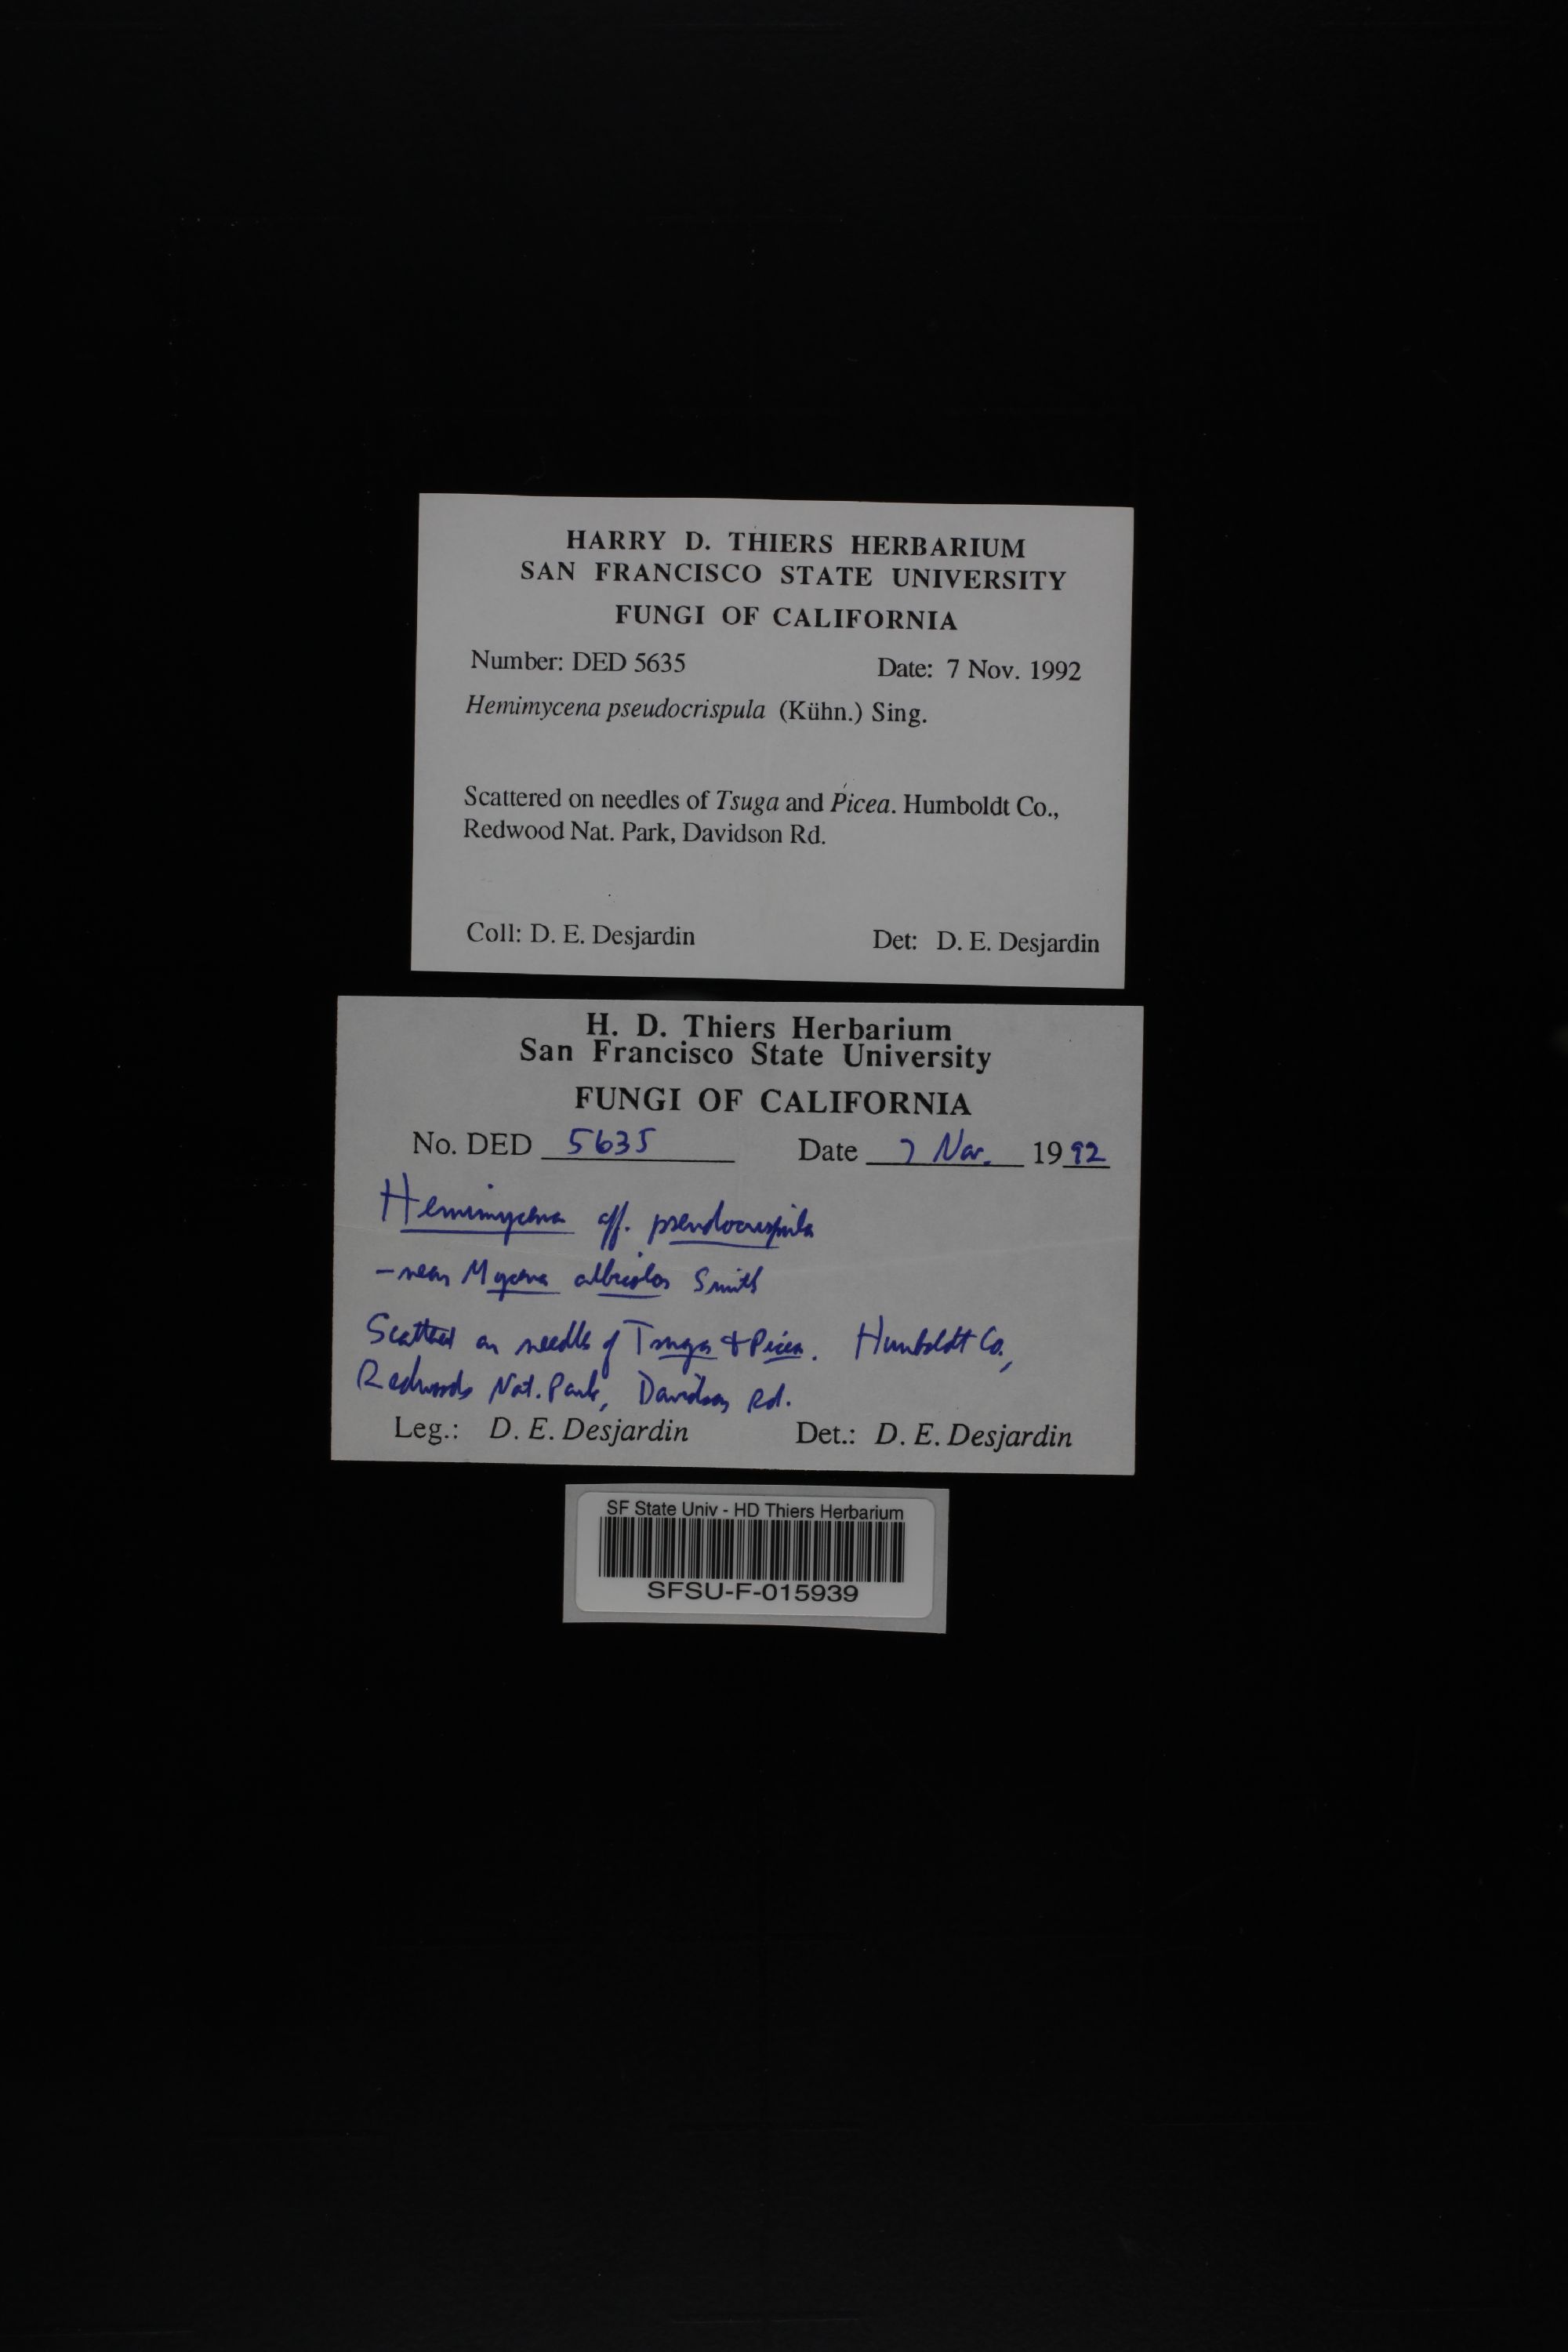 HARRY D. THIERS HERBARIUM
SAN FRANCISCO STATE UNIVERSITY
FUNGI OF CALIFORNIA
Number: DED 5635 Date: 7 Nov. 1992
Hemimycena pseudocrispula (Kühn.) Sing.
Scattered on needles of Tsuga and Picea. Humboldt Co.,
Redwood Nat. Park, Davidson Rd.
Coll: D. E. Desjardin Det: D. E. Desjardin
H. D. Thiers Herbarium
San Francisco State University
FUNGI OF CALIFORNIA
No. DED 5635 Date 7 Nov. 1992
Hemimycena aff. pseudocrispula
- near Mycena Smith
Scattered on needles of Tsuga & Picea. Humboldt Co.,
Redwoods Nat. Park, Davidson Rd.
Leg.: D. E. Desjardin Det.: D. E. Desjardin
SF State Univ - HD Thiers Herbarium
SFSU-F-015939